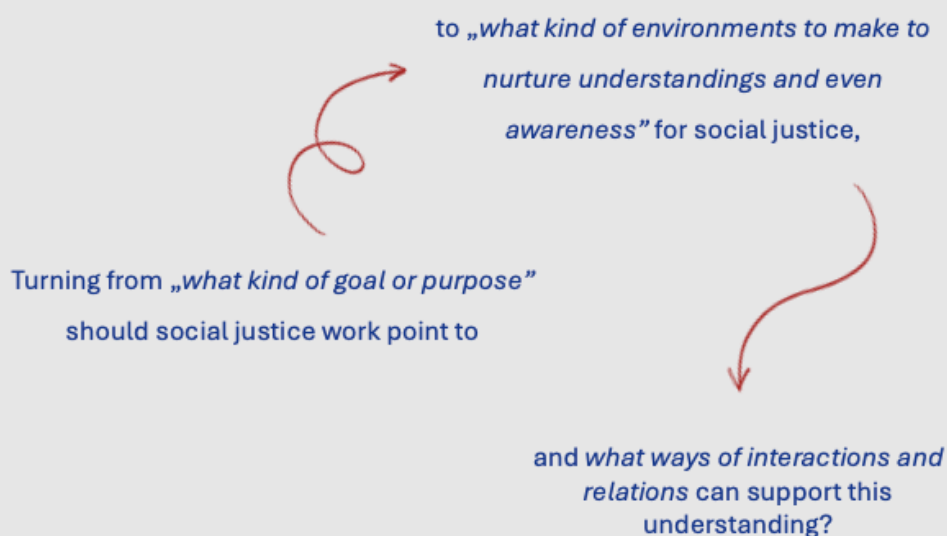 Turning from „what kind of goal or purpose”
should social justice work point to
to „what kind of environments to make to
nurture understandings and even
awareness” for social justice,
and what ways of interactions and
relations can support this
understanding?